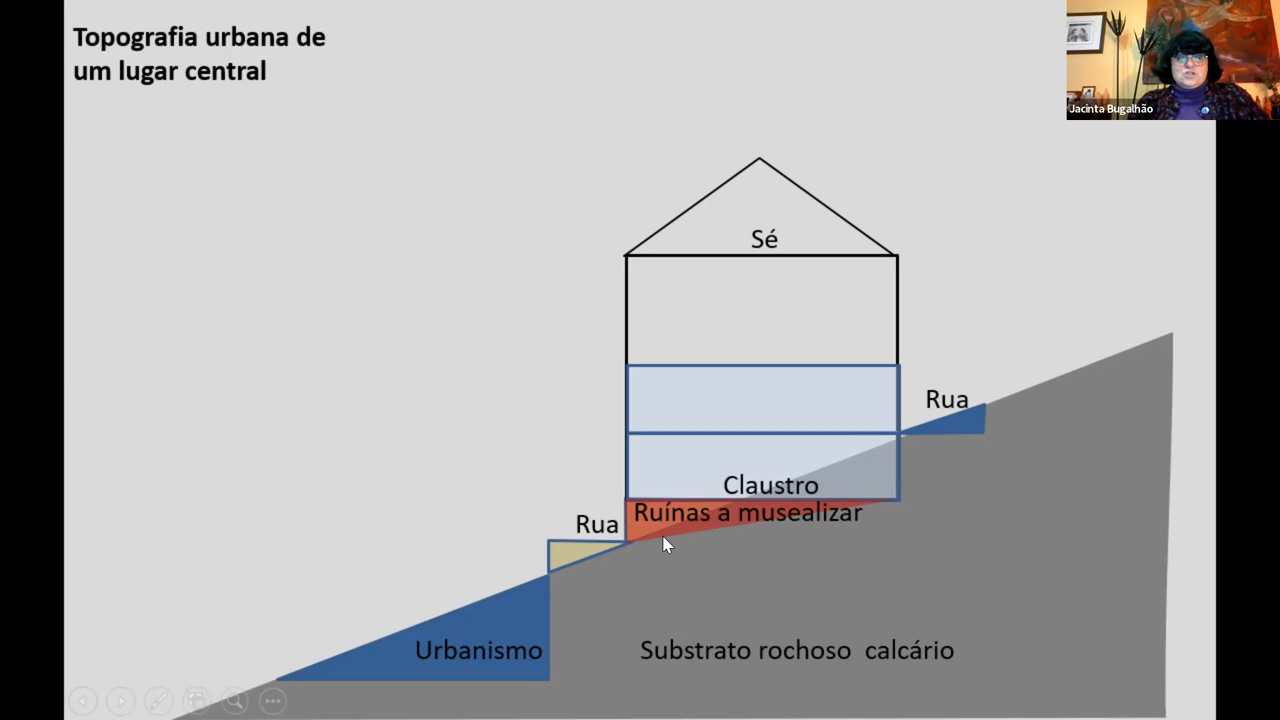 Topografia urbana de
um lugar central
Jacinta Bugalhão
Sé
Rua
Claustro
Ruínas a musealizar
Rua
Urbanismo
Substrato rochoso calcário